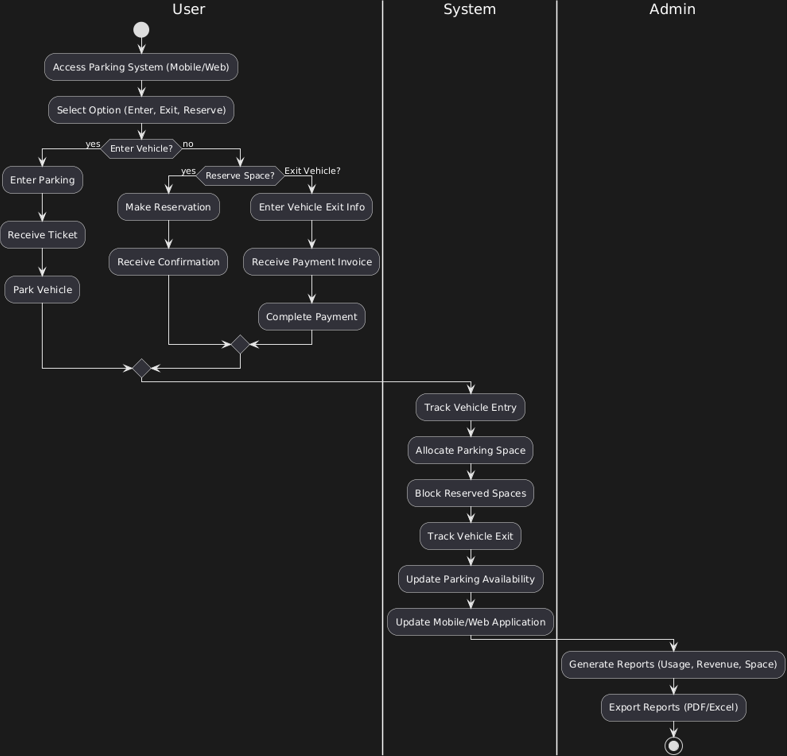 User
System
Admin
Access Parking System (Mobile/Web)
Select Option (Enter, Exit, Reserve)
yes
Enter Vehicle?
no
Enter Parking
yes
Reserve Space?
Exit Vehicle?
Make Reservation
Enter Vehicle Exit Info
Receive Ticket
Receive Confirmation
Receive Payment Invoice
Park Vehicle
Complete Payment
Track Vehicle Entry
Allocate Parking Space
Block Reserved Spaces
Track Vehicle Exit
Update Parking Availability
Update Mobile/Web Application
Generate Reports (Usage, Revenue, Space)
Export Reports (PDF/Excel)